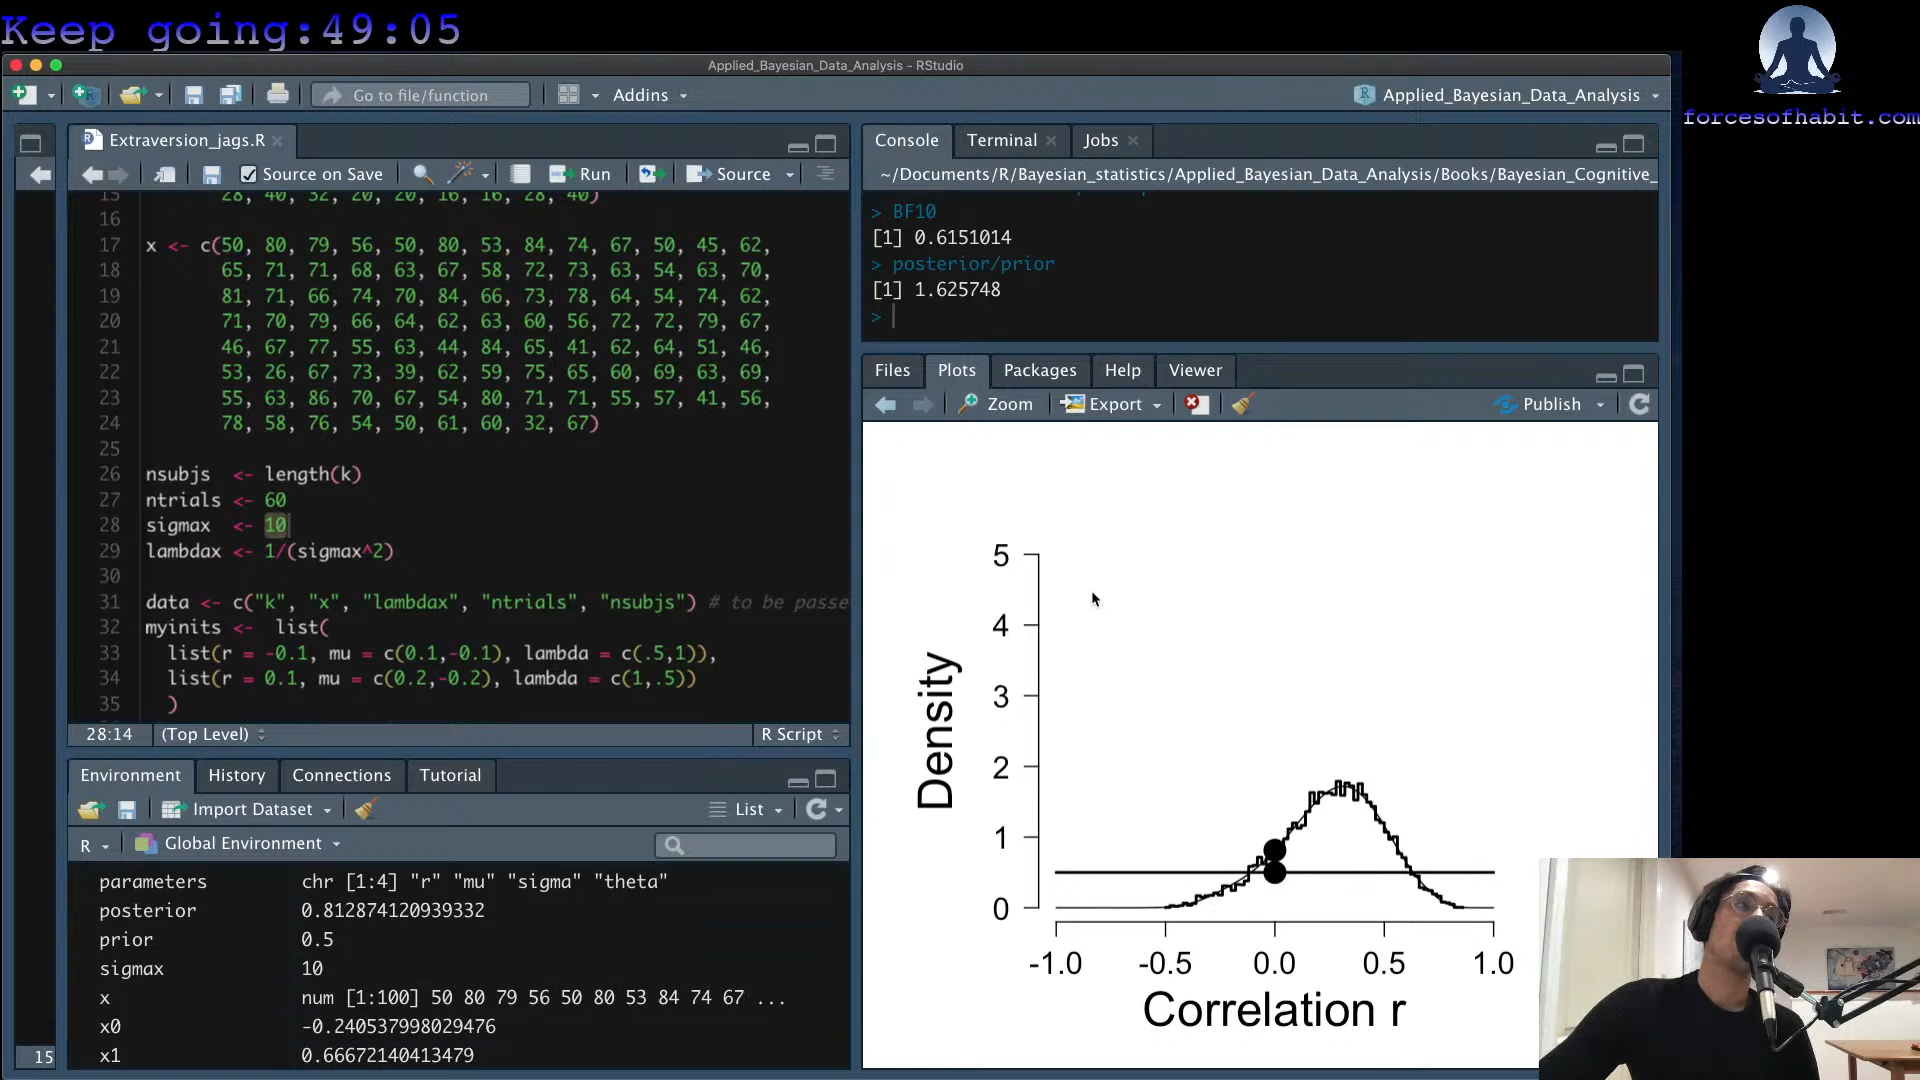 Keep going:49:05
forcesofhabit.com
Applied_Bayesian_Data_Analysis - RStudio
Go to file/function
Addins
Applied_Bayesian_Data_Analysis
Extraversion_jags.R
Source on Save
Run
Source
15 28, 40, 32, 20, 20, 16, 16, 28, 40)
16
17 x <- c(50, 80, 79, 56, 50, 80, 53, 84, 74, 67, 50, 45, 62,
18 65, 71, 71, 68, 63, 67, 58, 72, 73, 63, 54, 63, 70,
19 81, 71, 66, 74, 70, 84, 66, 73, 78, 64, 54, 74, 62,
20 71, 70, 79, 66, 64, 62, 63, 60, 56, 72, 72, 79, 67,
21 46, 67, 77, 55, 63, 44, 84, 65, 41, 62, 64, 51, 46,
22 53, 26, 67, 73, 39, 62, 59, 75, 65, 60, 69, 63, 69,
23 55, 63, 86, 70, 67, 54, 80, 71, 71, 55, 57, 41, 56,
24 78, 58, 76, 54, 50, 61, 60, 32, 67)
25
26 nsubjs <- length(k)
27 ntrials <- 60
28 sigmax <- 10
29 lambdax <- 1/(sigmax^2)
30
31 data <- c("k", "x", "lambdax", "ntrials", "nsubjs") # to be passe
32 myinits <- list(
33 list(r = -0.1, mu = c(0.1,-0.1), lambda = c(.5,1)),
34 list(r = 0.1, mu = c(0.2,-0.2), lambda = c(1,.5))
35 )
28:14 (Top Level) R Script
Environment History Connections Tutorial
Import Dataset List
R Global Environment
parameters chr [1:4] "r" "mu" "sigma" "theta"
posterior 0.812874120939332
prior 0.5
sigmax 10
x num [1:100] 50 80 79 56 50 80 53 84 74 67 ...
x0 -0.240537998029476
x1 0.66672140413479
15
Console Terminal Jobs
~/Documents/R/Bayesian_statistics/Applied_Bayesian_Data_Analysis/Books/Bayesian_Cognitive_
> BF10
[1] 0.6151014
> posterior/prior
[1] 1.625748
>
Files Plots Packages Help Viewer
Zoom Export Publish
5
4
3
2
1
0
Density
-1.0 -0.5 0.0 0.5 1.0
Correlation r